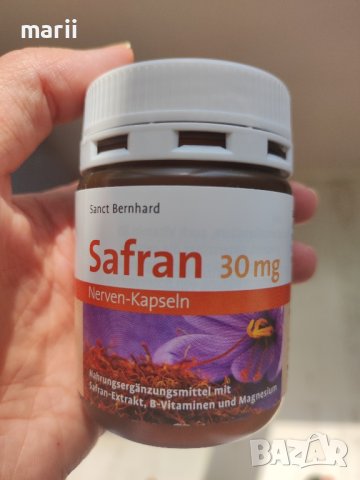 marii
Sanct Bernhard
Safran 30 mg
Nerven-Kapseln
Nahrungsergänzungsmittel mit
Safran-Extrakt, B-Vitaminen und Magnesium
BAZAR